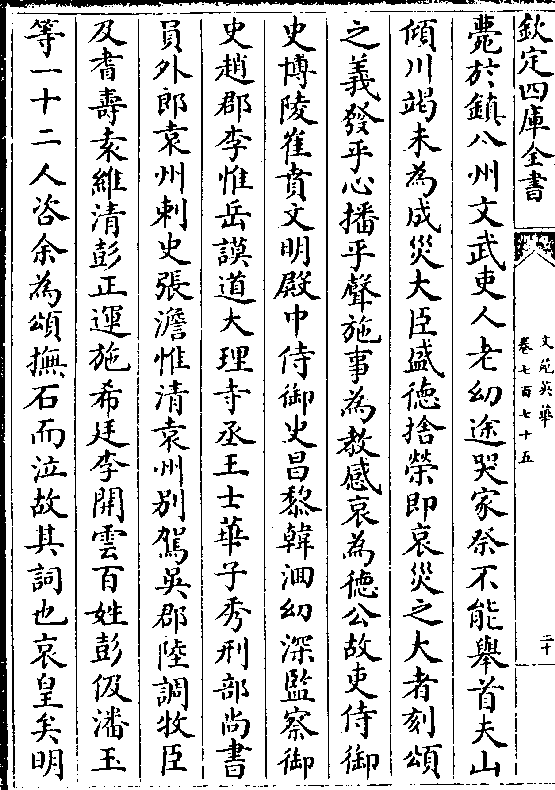 欽定四庫全書
文苑英華
卷七百七十五
二十
薨於鎮八州文武吏人老幼途哭家祭不能舉首夫山
傾川竭未為成災大臣盛德捨榮即哀災之大者刻頌
之義發乎心播乎聲施事為教感哀為德公故吏侍御
史博陵崔賁文明殿中侍御史昌黎韓洄幼深監察御
史趙郡李惟岳謨道大理寺丞王士華子秀刑部尚書
員外郎袁州刺史張澹惟清袁州別駕吳郡陸調牧臣
及耆壽袁維清彭正運施希廷李開雲百姓彭伋潘玉
等一十二人咨余為頌撫石而泣故其詞也哀皇矣明